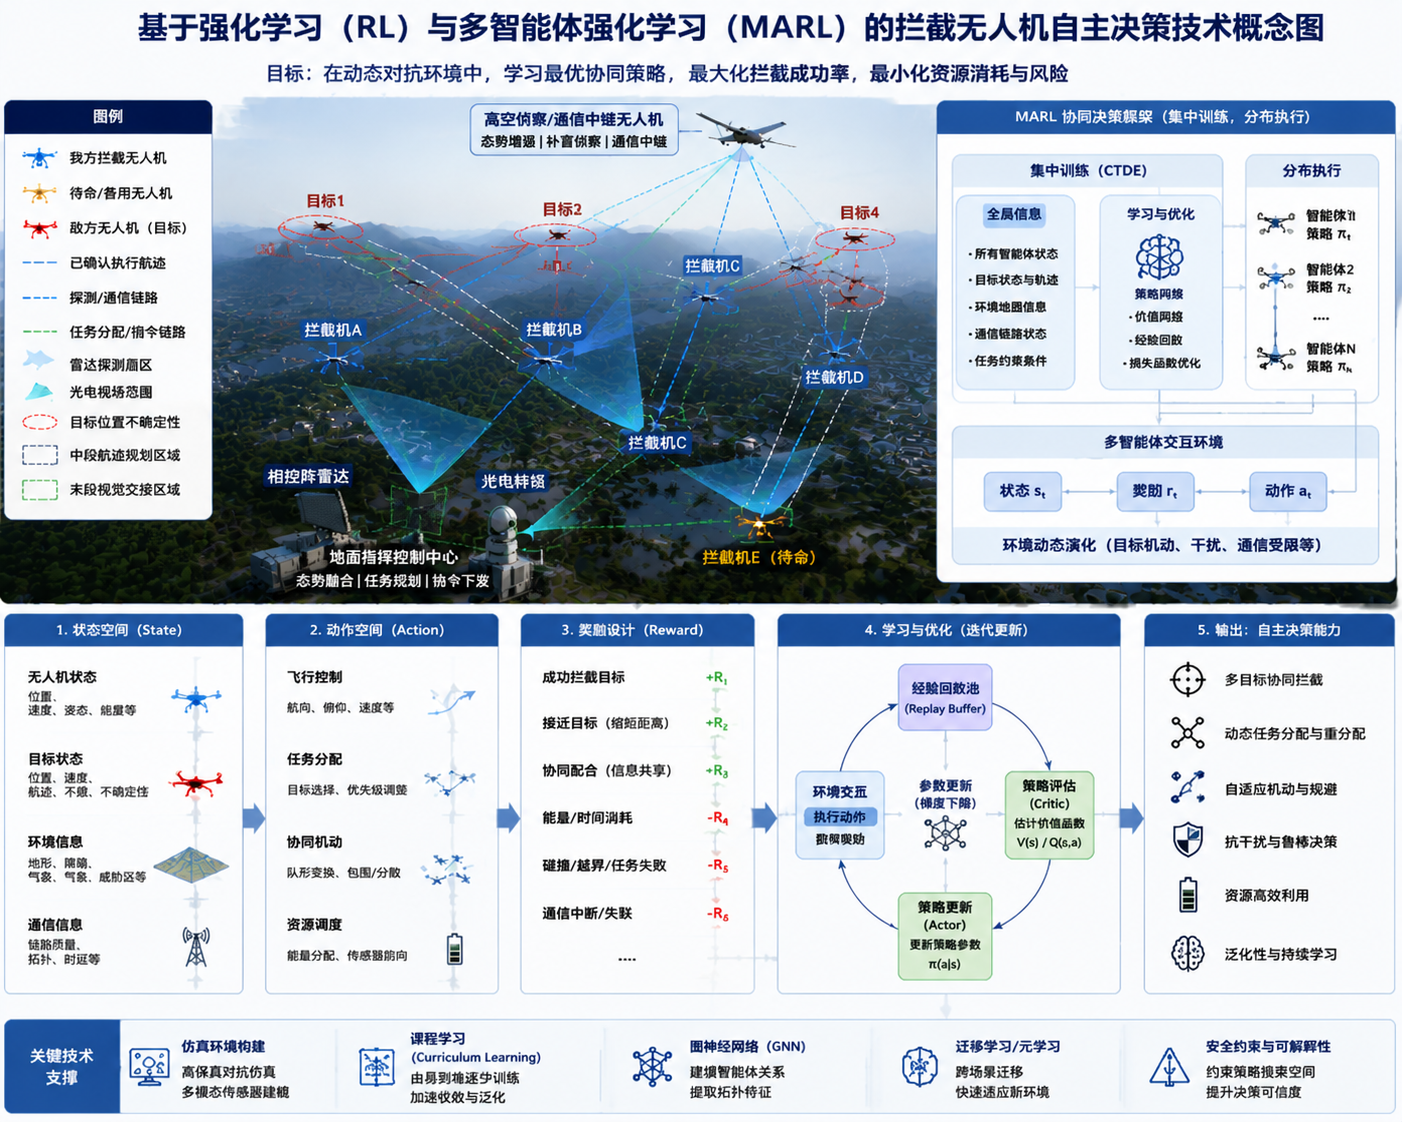 基于强化学习（RL）与多智能体强化学习（MARL）的拦截无人机自主决策技术概念图
目标：在动态对抗环境中，学习最优协同策略，最大化拦截成功率，最小化资源消耗与风险
图例
我方拦截无人机
待命/备用无人机
敌方无人机（目标）
已确认执行航迹
探测/通信链路
任务分配/指令链路
雷达探测扇区
光电视场范围
目标位置不确定性
中段航迹规划区域
末段视觉交接区域
高空侦察/通信中继无人机
态势增强 | 补盲侦察 | 通信中继
目标1
目标2
目标4
拦截机C
拦截机A
拦截机B
拦截机D
拦截机C
相控阵雷达
光电
地面指挥控制中心
态势融合 | 任务规划 | 指令下发
拦截机E（待命）
MARL 协同决策框架（集中训练，分布执行）
集中训练（CTDE）
全局信息
· 所有智能体状态
· 目标状态与轨迹
· 环境地图信息
· 通信链路状态
· 任务约束条件
学习与优化
策略网络
· 价值网络
· 经验回放
· 损失函数优化
分布执行
智能体
策略 π
智能体2
策略 π₂
....
智能体N
策略 π_N
多智能体交互环境
状态 sₜ
奖励 rₜ
动作 aₜ
环境动态演化（目标机动、干扰、通信受限等）
1. 状态空间（State）
无人机状态
位置、
速度、姿态、能量等
目标状态
位置、速度、
航迹、不确定性
环境信息
地形、障碍、
气象、气象、威胁区等
通信信息
链路质量、
拓扑、时延等
2. 动作空间（Action）
飞行控制
航向、俯仰、速度等
任务分配
目标选择、优先级调整
协同机动
队形变换、包围/分散
资源调度
能量分配、传感器指向
3. 奖励设计（Reward）
成功拦截目标 +R₁
接近目标（缩短距离） +R₂
协同配合（信息共享） +R₃
能量/时间消耗 -R₄
碰撞/越界/任务失败 -R₅
通信中断/失联 -R₆
....
4. 学习与优化（迭代更新）
经验回放池
(Replay Buffer)
环境交互
执行动作
参数更新
（梯度下降）
策略评估
(Critic)
估计价值函数
V(s) / Q(s,a)
策略更新
(Actor)
更新策略参数
π(a|s)
5. 输出：自主决策能力
多目标协同拦截
动态任务分配与重分配
自适应机动与规避
抗干扰与鲁棒决策
资源高效利用
泛化性与持续学习
关键技术
支撑
仿真环境构建
高保真对抗仿真
多模态传感器建模
课程学习
(Curriculum Learning)
由易到难逐步训练
加速收敛与泛化
图神经网络（GNN）
建模智能体关系
提取拓扑特征
迁移学习/元学习
跨场景迁移
快速适应新环境
安全约束与可解释性
约束策略搜索空间
提升决策可信度